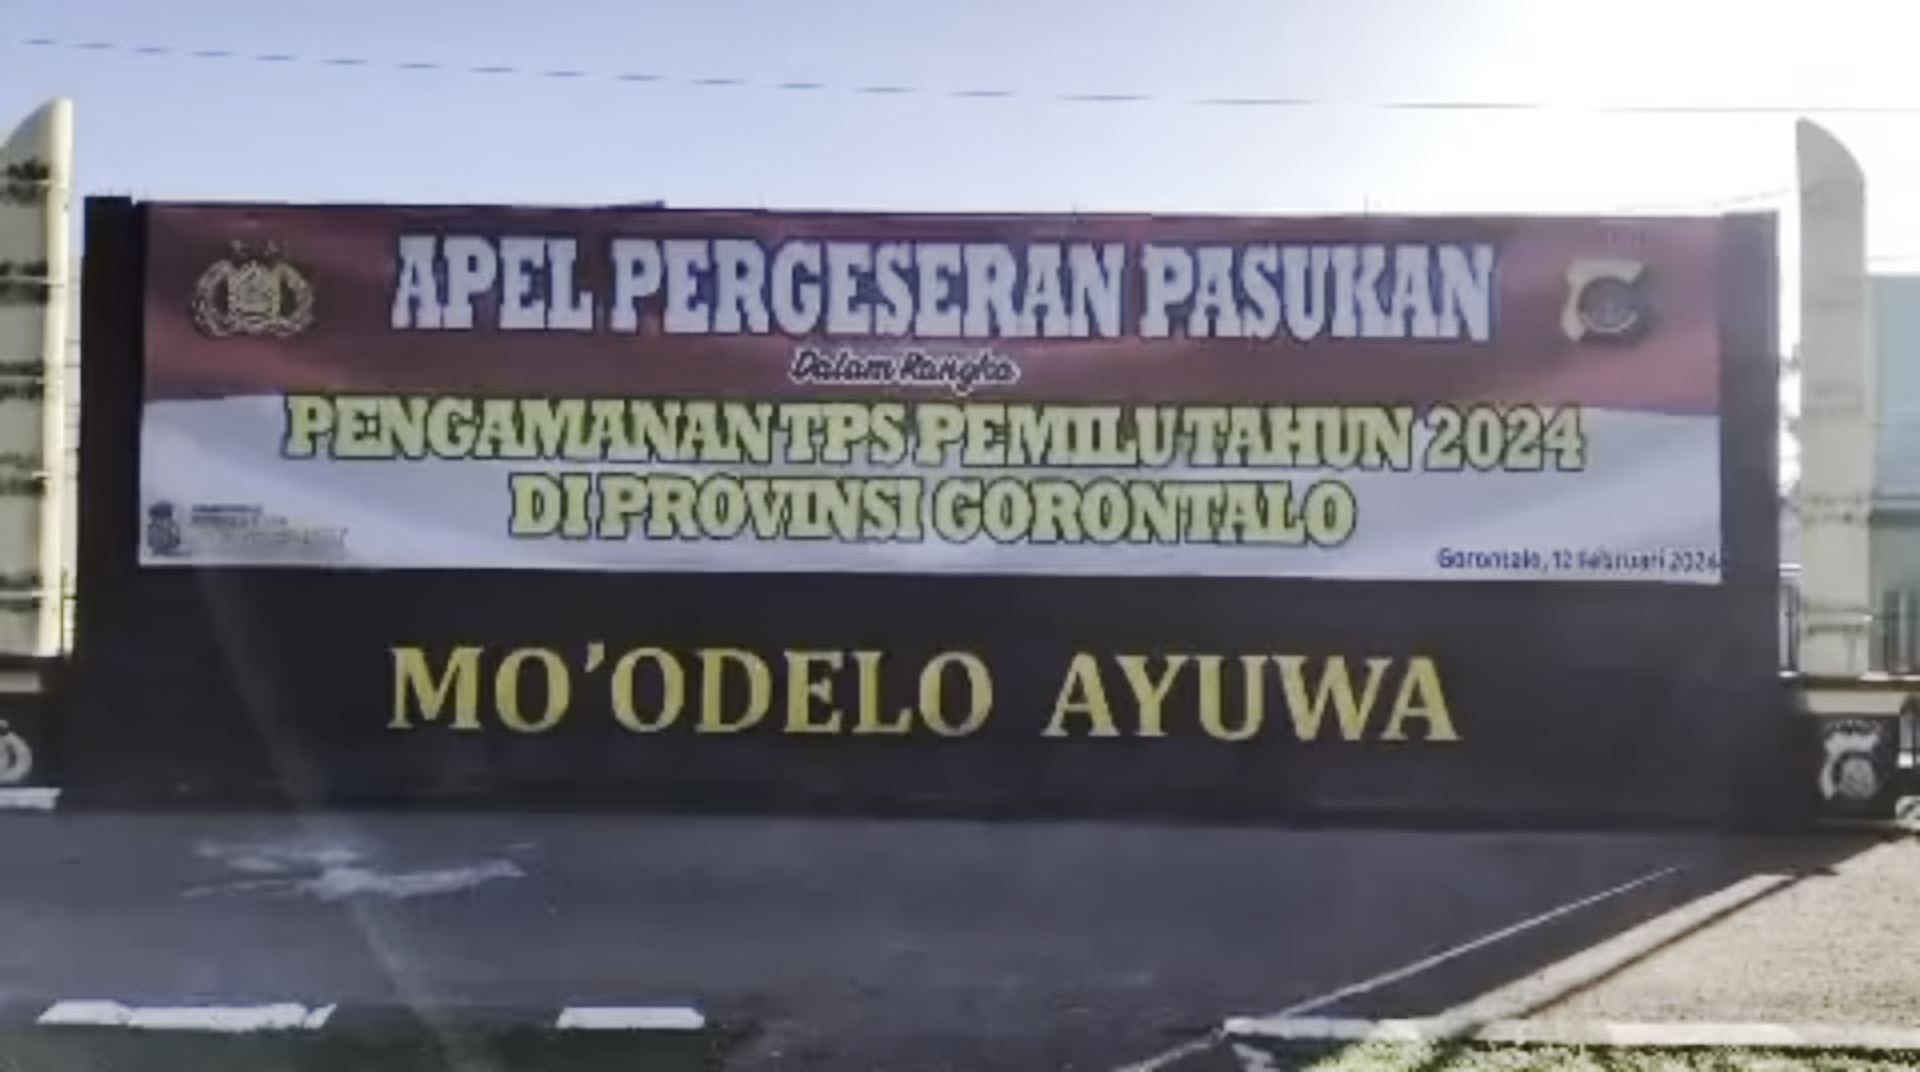 APEL PERGESERAN PASUKAN
Dalam Rangka
PENGAMANAN TPS PEMILU TAHUN 2024
DI PROVINSI GORONTALO
Gorontalo, 12 Februari 2024
MO'ODELO AYUWA